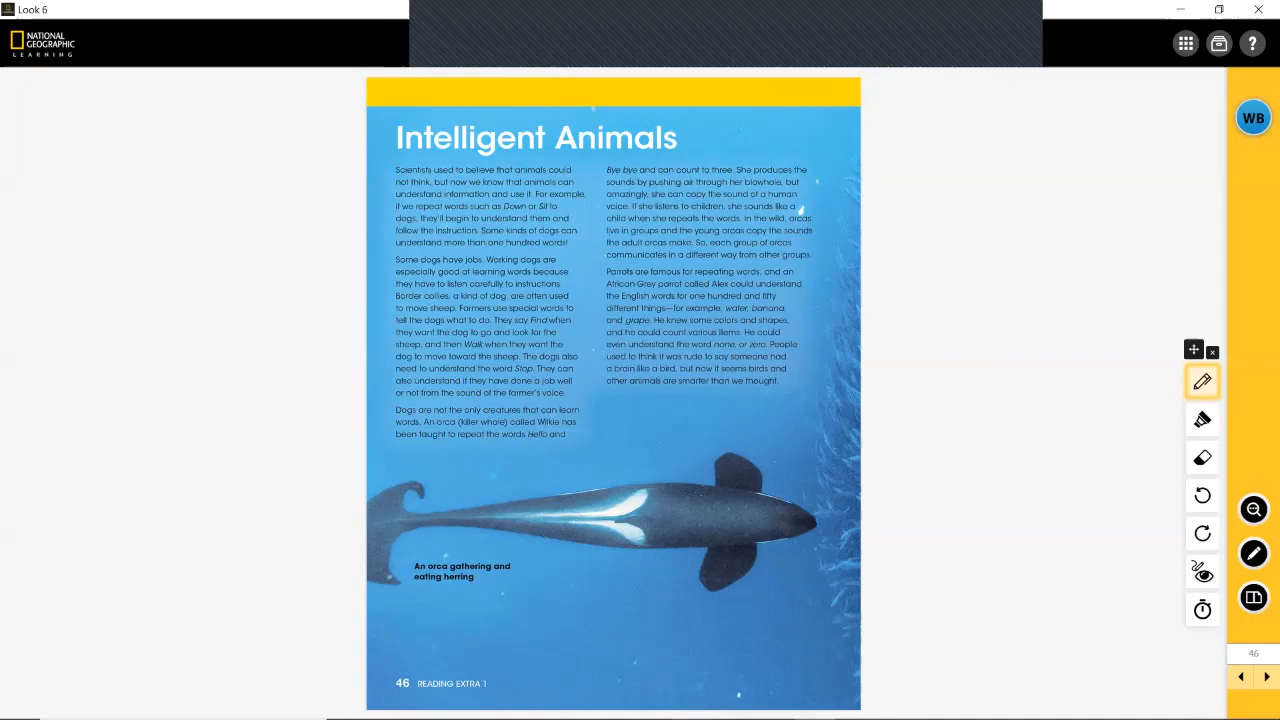 Look 6
NATIONAL
GEOGRAPHIC
LEARNING
?
WB
Intelligent Animals
Scientists used to believe that animals could
not think, but now we know that animals can
understand information and use it. For example,
if we repeat words such as Down or Sit to
dogs, they'll begin to understand them and
follow the instruction. Some kinds of dogs can
understand more than one hundred words!
Some dogs have jobs. Working dogs are
especially good at learning words because
they have to listen carefully to instructions.
Border collies, a kind of dog, are often used
to move sheep. Farmers use special words to
tell the dogs what to do. They say Find when
they want the dog to go and look for the
sheep, and then Walk when they want the
dog to move toward the sheep. The dogs also
need to understand the word Stop. They can
also understand if they have done a job well
or not from the sound of the farmer's voice.
Dogs are not the only creatures that can learn
words. An orca (killer whale) called Wilkie has
been taught to repeat the words Hello and
Bye bye and can count to three. She produces the
sounds by pushing air through her blowhole, but
amazingly, she can copy the sound of a human
voice. If she listens to children, she sounds like a
child when she repeats the words. In the wild, orcas
live in groups and the young orcas copy the sounds
the adult orcas make. So, each group of orcas
communicates in a different way from other groups.
Parrots are famous for repeating words, and an
African Grey parrot called Alex could understand
the English words for one hundred and fifty
different things—for example, water, banana,
and grape. He knew some colors and shapes,
and he could count various items. He could
even understand the word none, or zero. People
used to think it was rude to say someone had
a brain like a bird, but now it seems birds and
other animals are smarter than we thought.
An orca gathering and
eating herring
46 READING EXTRA 1
46